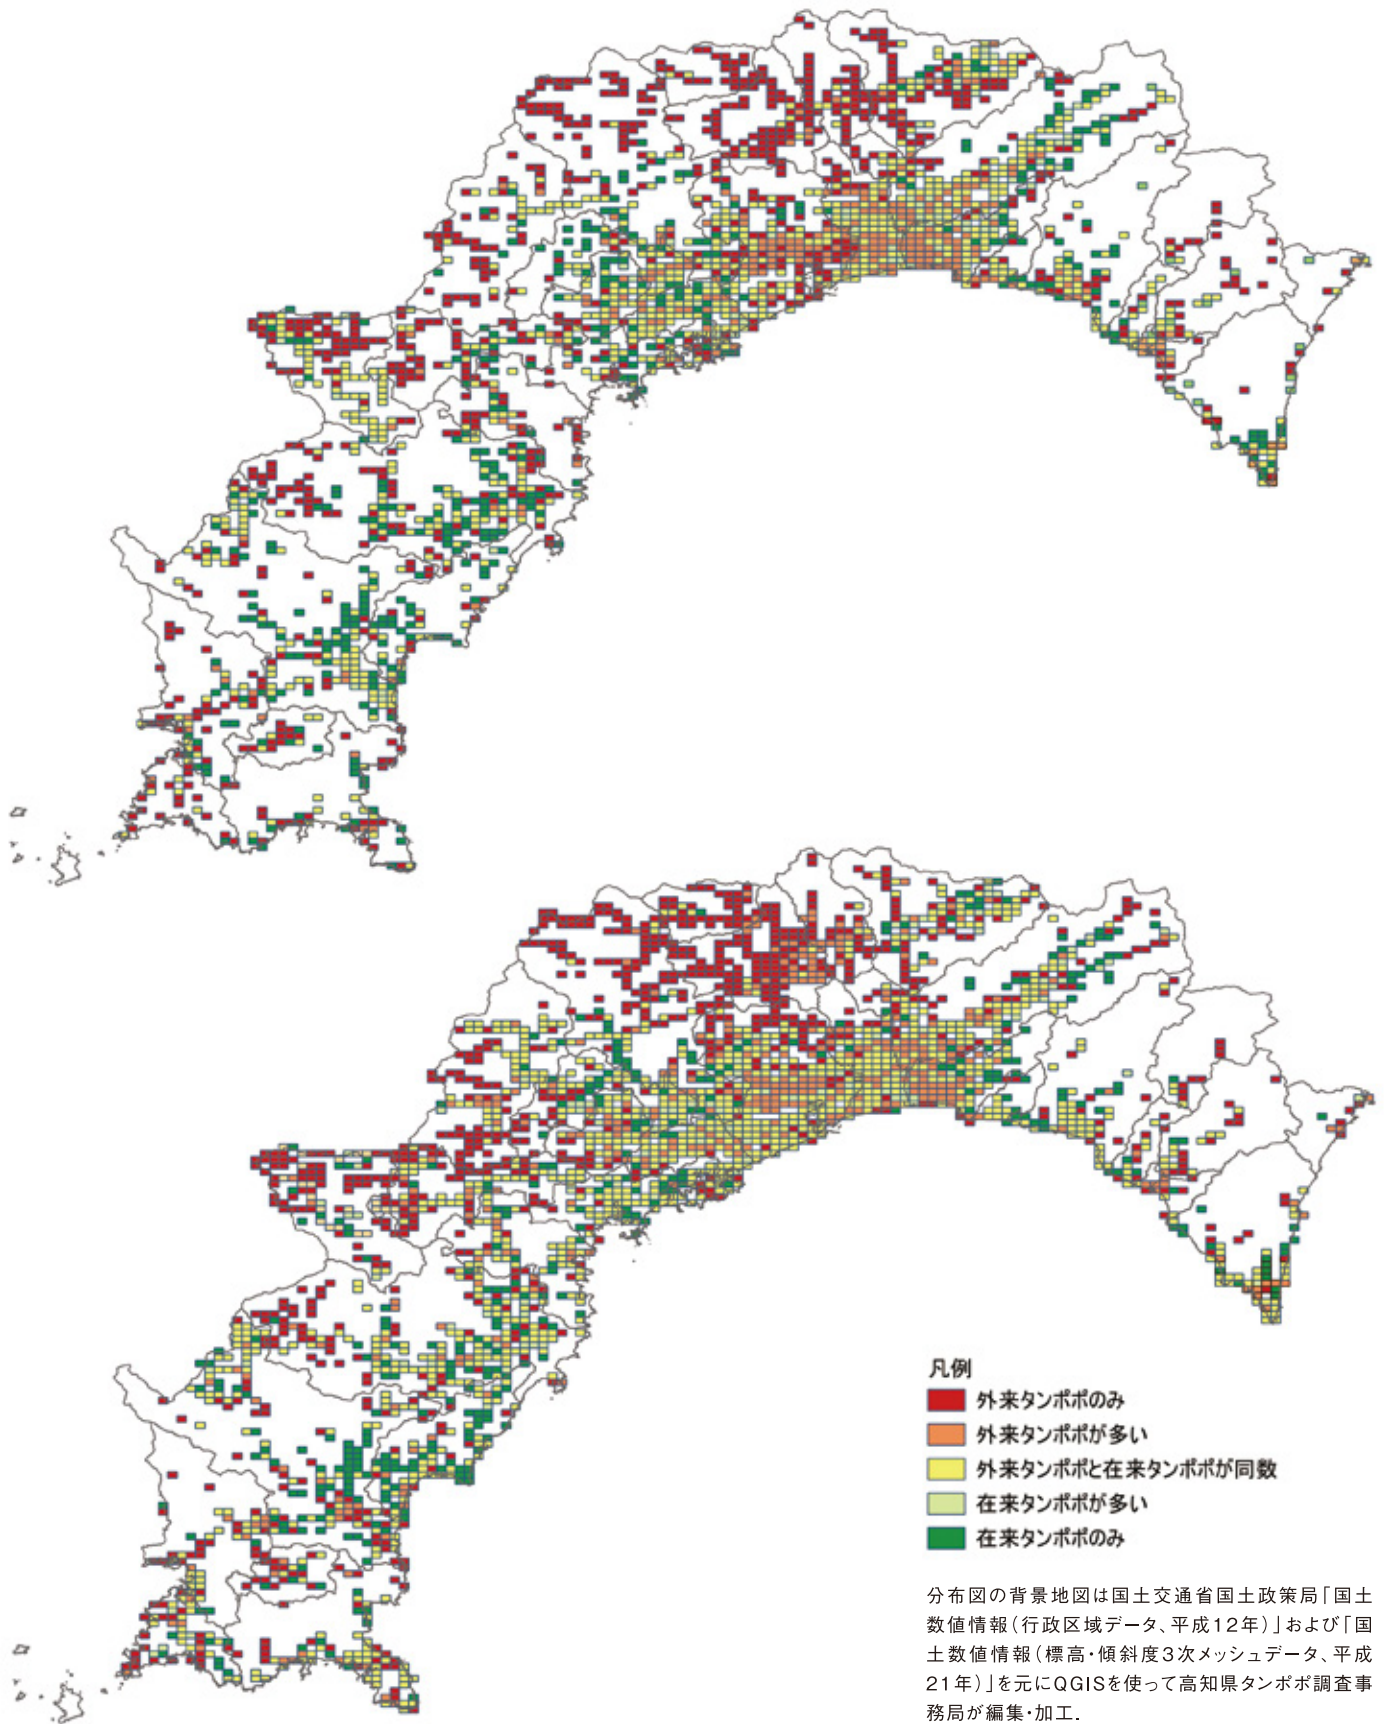 凡例
外来タンポポのみ
外来タンポポが多い
外来タンポポと在来タンポポが同数
在来タンポポが多い
在来タンポポのみ
分布図の背景地図は国土交通省国土政策局「国土
数値情報(行政区域データ、平成12年)」および「国
土数値情報(標高・傾斜度3次メッシュデータ、平成
21年)」を元にQGISを使って高知県タンポポ調査事
務局が編集・加工.